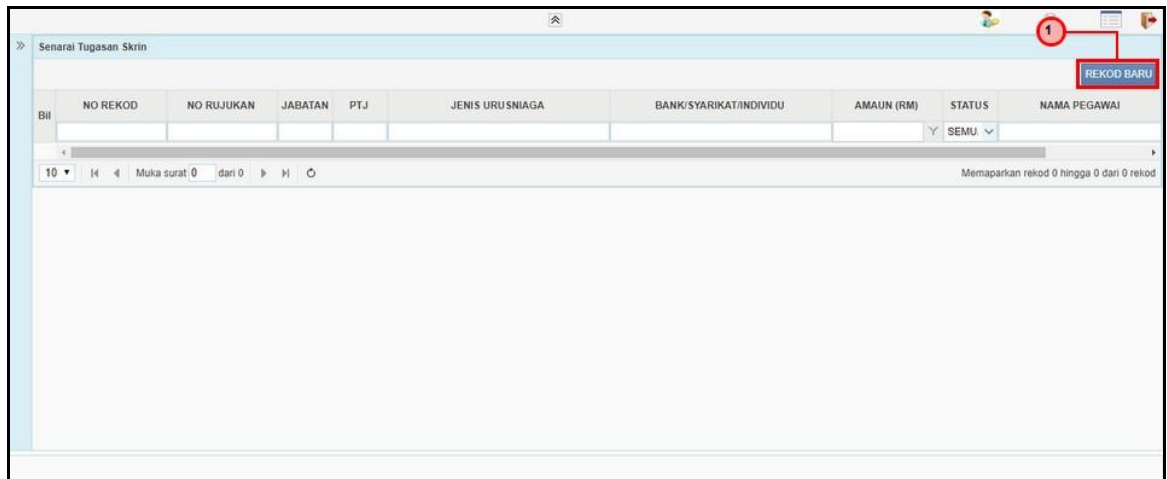 1
Senarai Tugasan Skrin
REKOD BARU
Bil NO REKOD NO RUJUKAN JABATAN PTJ JENIS URUSNIAGA BANK/SYARIKAT/INDIVIDU AMAUN (RM) STATUS NAMA PEGAWAI
SEMU.
10 Muka surat 0 dari 0 Memaparkan rekod 0 hingga 0 dari 0 rekod